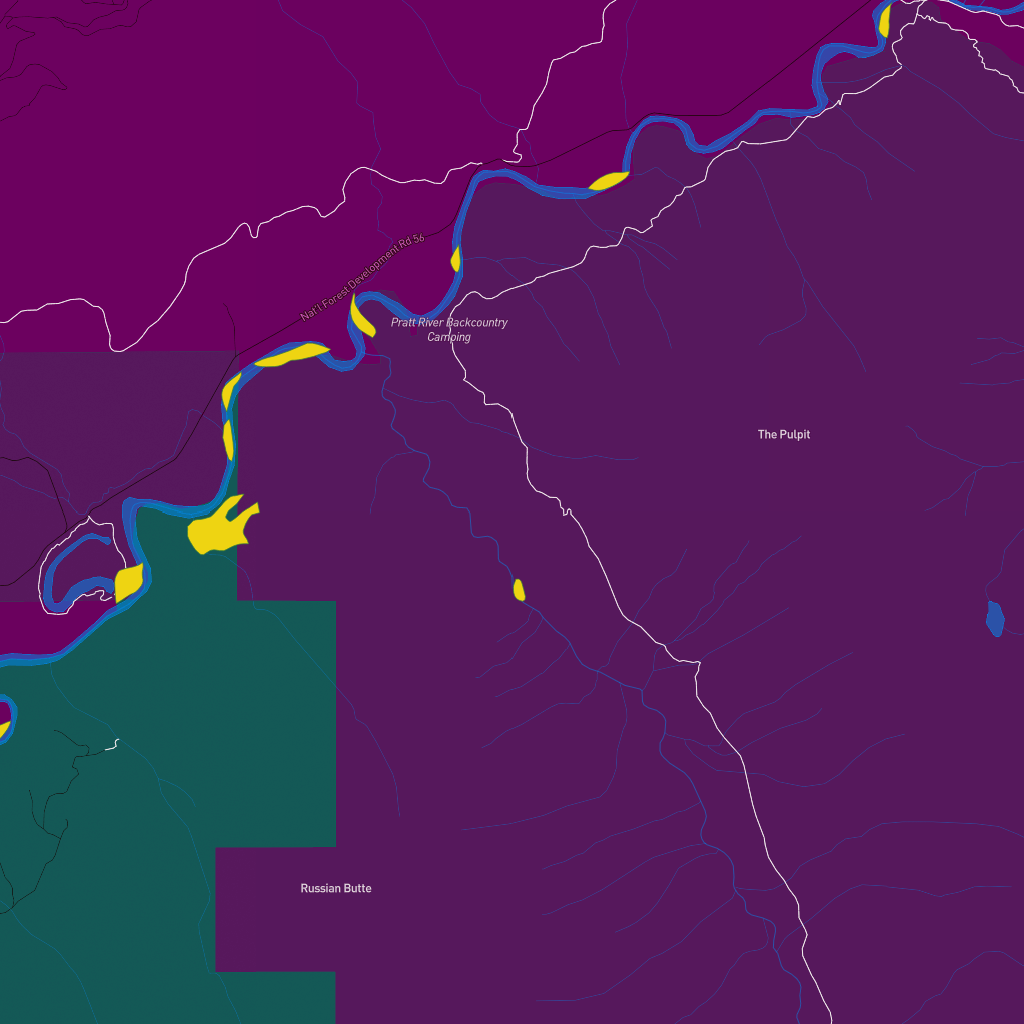 Nat'l Forest Development Rd 56
Pratt River Backcountry
Camping
The Pulpit
Russian Butte